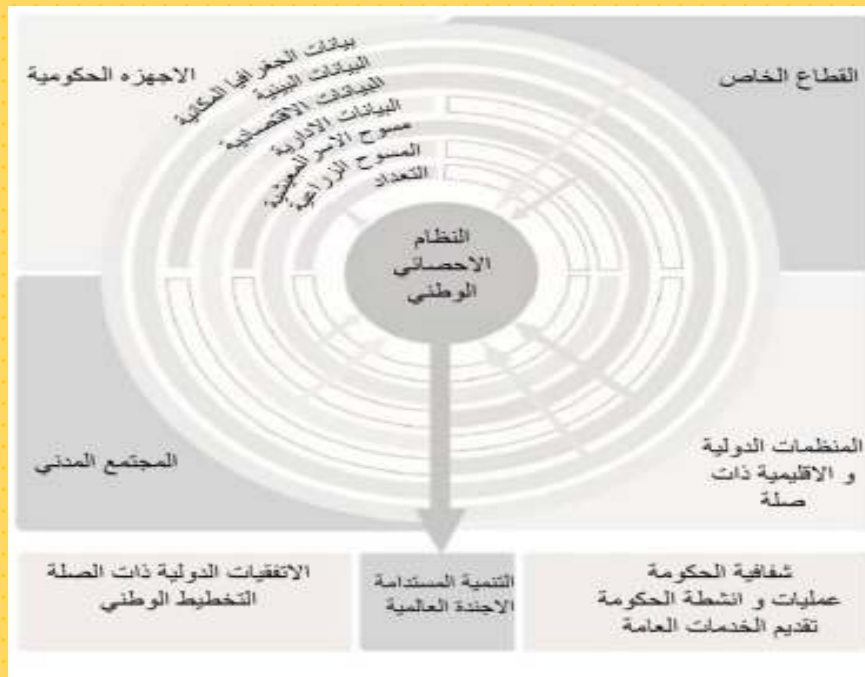 القطاع الخاص
الاجهزه الحكومية
بيانات الجغرافيا المكانية
البيانات البيئية
البيانات الاقتصادية
البيانات الادارية
مسوح الاسر المعيشية
المسوح الزراعية
التعداد
النظام
الاحصائي
الوطني
المنظمات الدولية
و الاقليمية ذات
صلة
المجتمع المدني
شفافية الحكومة
عمليات و انشطة الحكومة
تقديم الخدمات العامة
التنمية المستدامة
الاجندة العالمية
الاتفقيات الدولية ذات الصلة
التخطيط الوطني